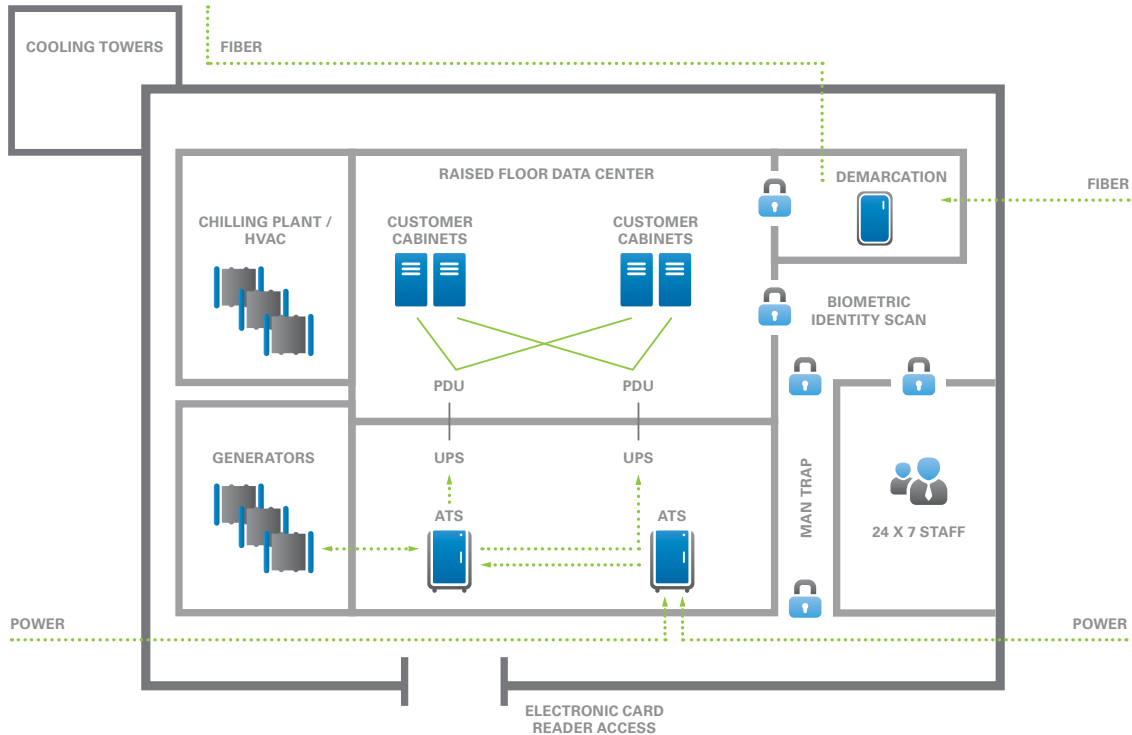 COOLING TOWERS
FIBER
RAISED FLOOR DATA CENTER
DEMARCATION
FIBER
CHILLING PLANT /
HVAC
CUSTOMER
CABINETS
CUSTOMER
CABINETS
BIOMETRIC
IDENTITY SCAN
PDU
PDU
GENERATORS
UPS
UPS
ATS
ATS
MAN TRAP
24 X 7 STAFF
POWER
POWER
ELECTRONIC CARD
READER ACCESS